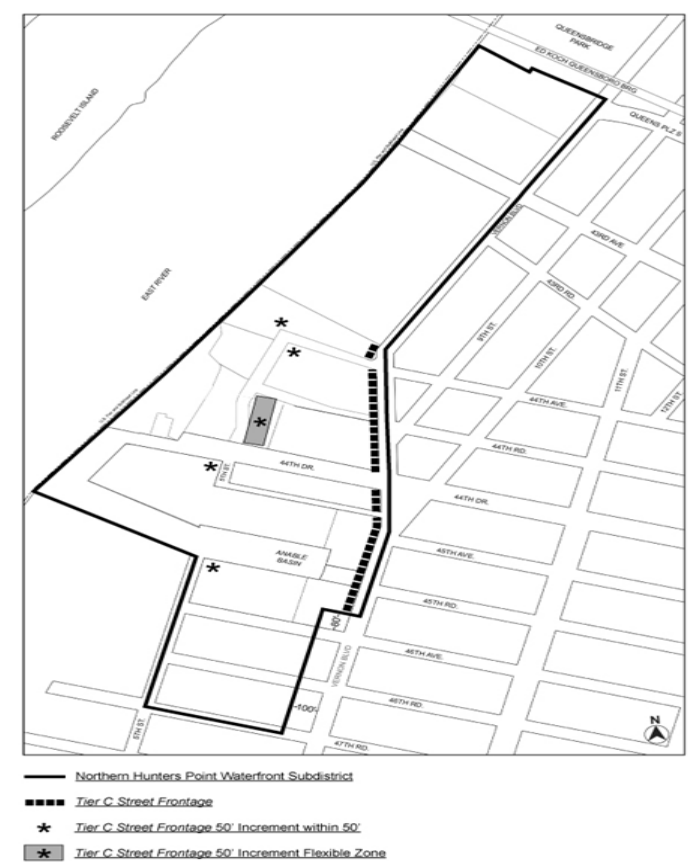 QUEENSBRIDGE
PARK
ED KOCH QUEENSBORO BRG
QUEENS PLZ S
ROOSEVELT ISLAND
VERNON BLVD
43RD AVE
EAST RIVER
43RD RD
9TH ST.
10TH ST.
11TH ST.
12TH ST.
44TH AVE.
44TH RD.
44TH DR.
5TH ST.
44TH DR.
ANABLE
BASIN
45TH AVE.
45TH RD.
-80'-
46TH AVE.
VERNON BLVD
46TH RD.
-100'-
5TH ST.
47TH RD.
N
Northern Hunters Point Waterfront Subdistrict
Tier C Street Frontage
Tier C Street Frontage 50' Increment within 50'
Tier C Street Frontage 50' Increment Flexible Zone